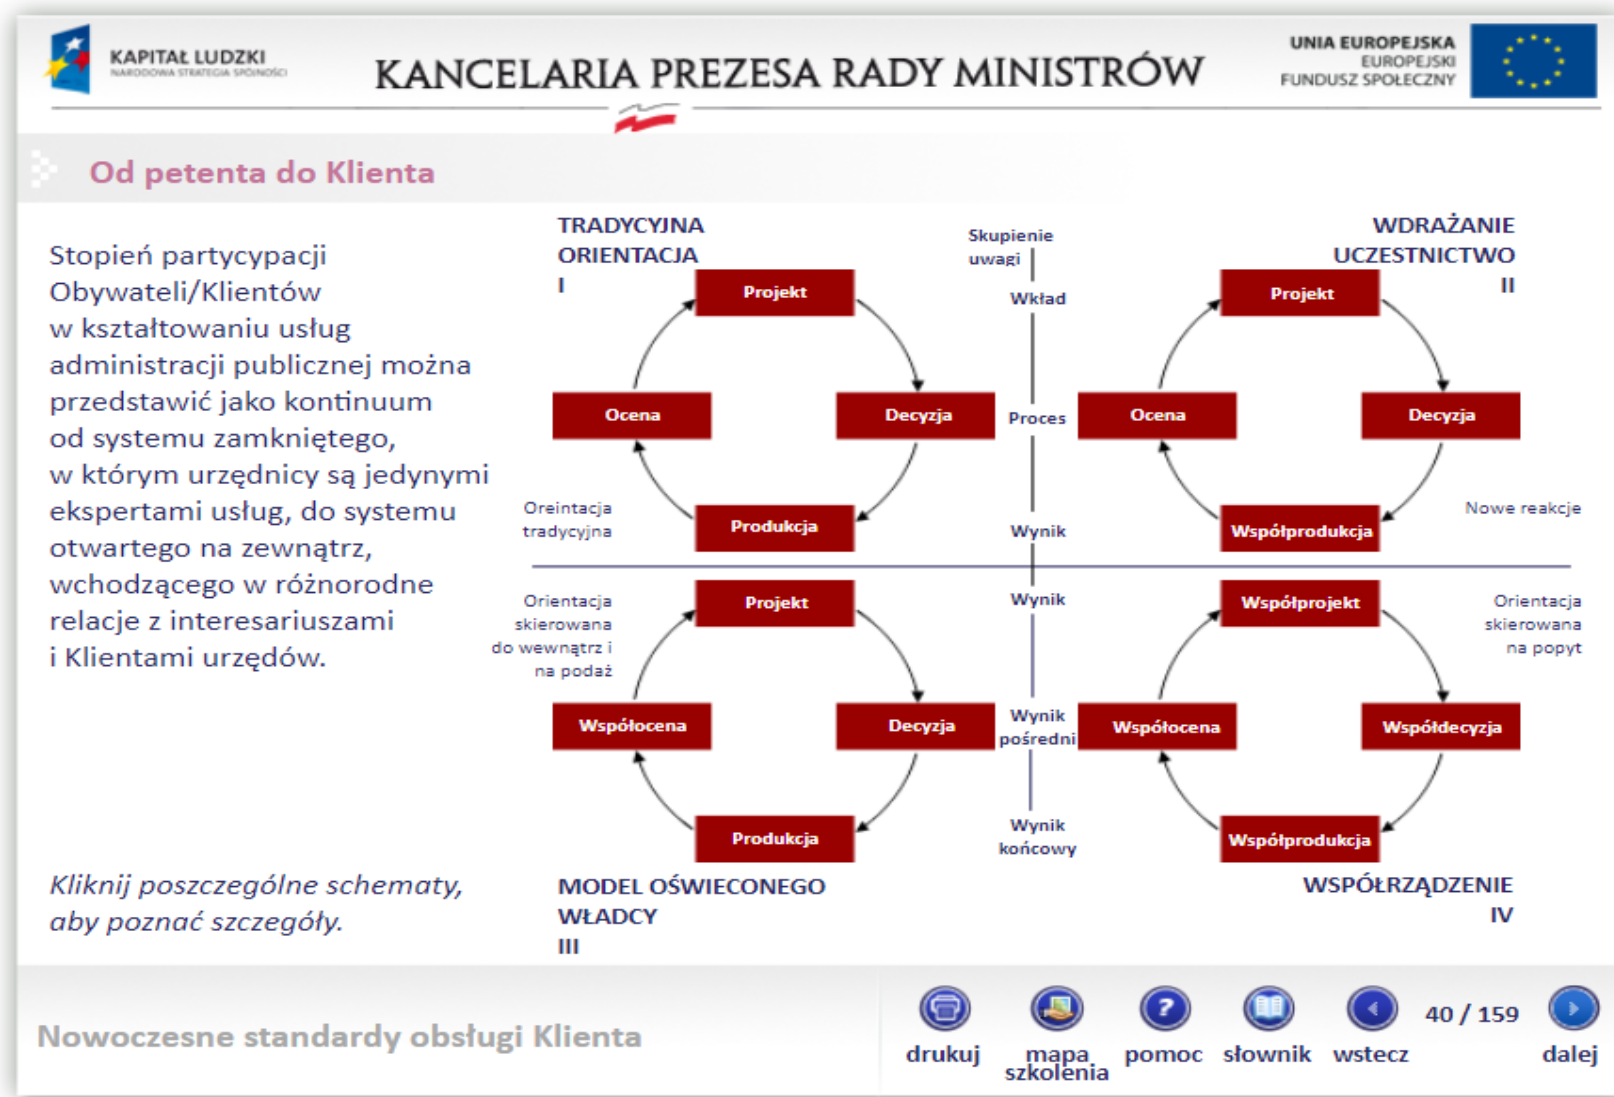 KAPITAŁ LUDZKI
NARODOWA STRATEGIA SPÓJNOŚCI
KANCELARIA PREZESA RADY MINISTRÓW
UNIA EUROPEJSKA
EUROPEJSKI
FUNDUSZ SPOŁECZNY
Od petenta do Klienta
Stopień partycypacji
Obywateli/Klientów
w kształtowaniu usług
administracji publicznej można
przedstawić jako kontinuum
od systemu zamkniętego,
w którym urzędnicy są jedynymi
ekspertami usług, do systemu
otwartego na zewnątrz,
wchodzącego w różnorodne
relacje z interesariuszami
i Klientami urzędów.
Kliknij poszczególne schematy,
aby poznać szczegóły.
TRADYCYJNA
ORIENTACJA
I
Projekt
Ocena
Decyzja
Produkcja
Oreintacja
tradycyjna
Skupienie
uwagi
Wkład
Proces
Wynik
WDRAŻANIE
UCZESTNICTWO
II
Projekt
Ocena
Decyzja
Współprodukcja
Nowe reakcje
Orientacja
skierowana
do wewnątrz i
na podaż
Projekt
Współocena
Decyzja
Produkcja
MODEL OŚWIECONEGO
WŁADCY
III
Wynik
Wynik
pośredni
Wynik
końcowy
Współprojekt
Współocena
Współdecyzja
Współprodukcja
Orientacja
skierowana
na popyt
WSPÓŁRZĄDZENIE
IV
Nowoczesne standardy obsługi Klienta
drukuj
mapa
szkolenia
pomoc
słownik
wstecz
40 / 159
dalej